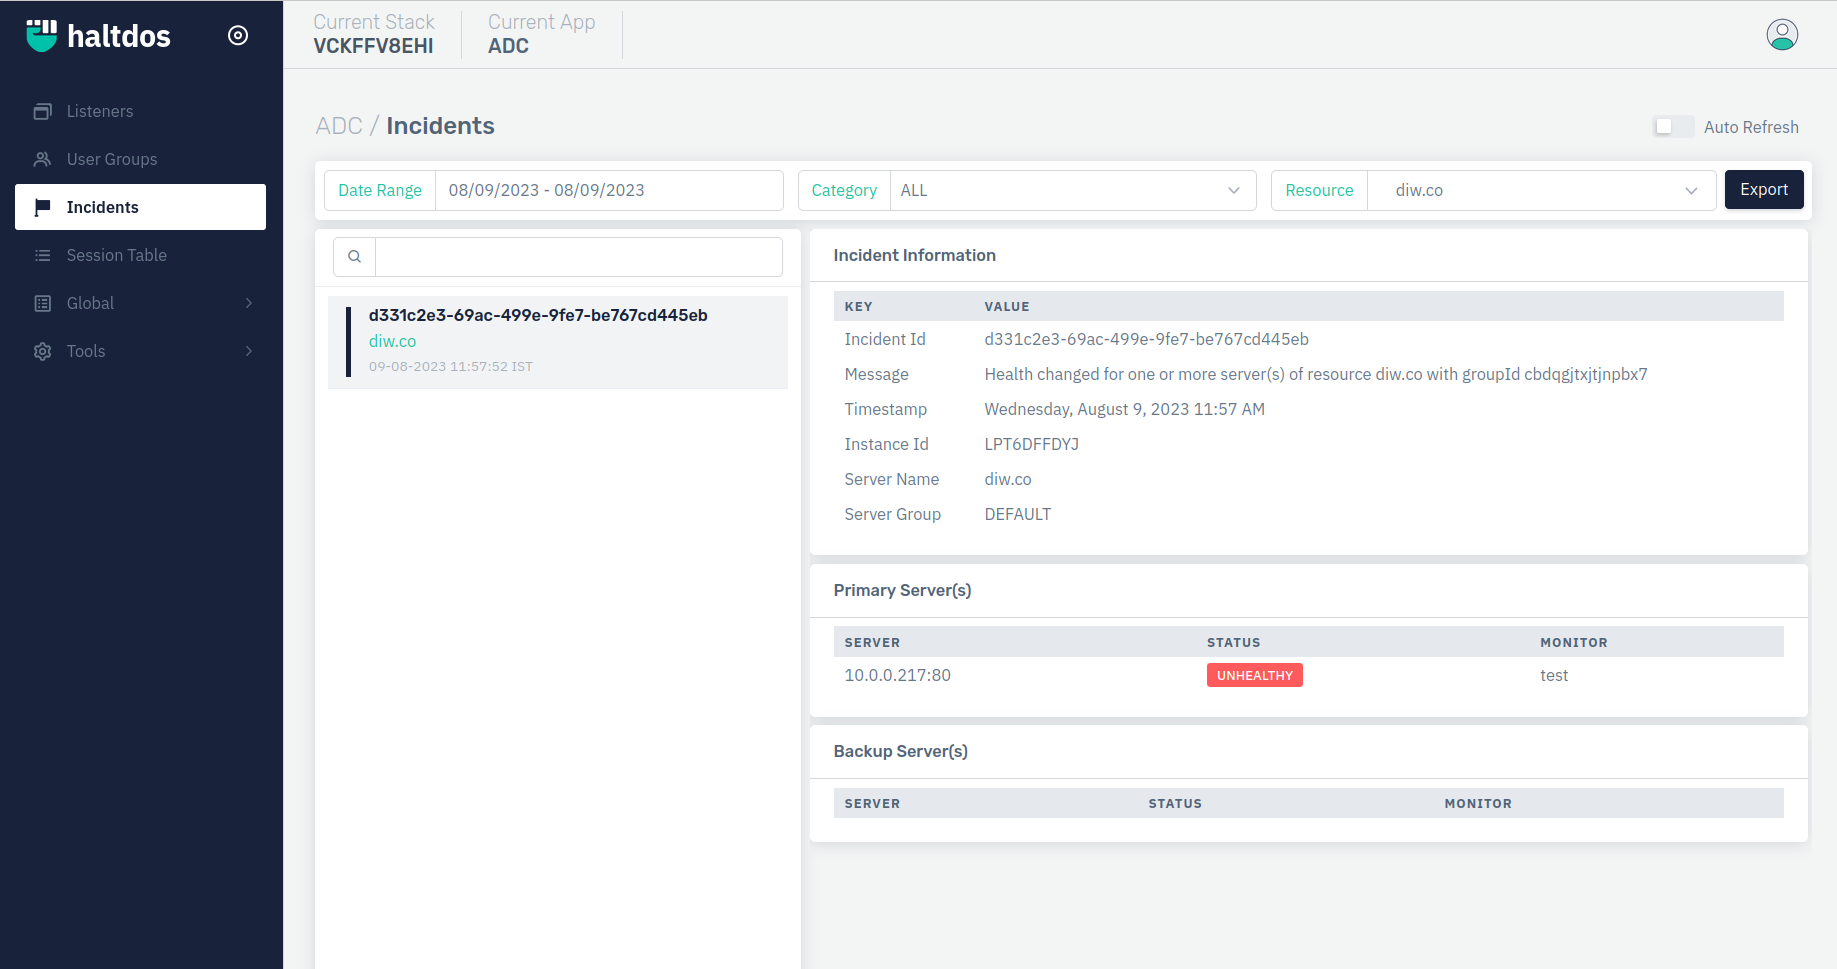 haltdos
Current Stack
VCKFFV8EHI
Current App
ADC
Listeners
User Groups
Incidents
Session Table
Global
Tools
ADC / Incidents
Auto Refresh
Date Range 08/09/2023 - 08/09/2023 Category ALL Resource diw.co Export
d331c2e3-69ac-499e-9fe7-be767cd445eb
diw.co
09-08-2023 11:57:52 IST
Incident Information
KEY VALUE
Incident Id d331c2e3-69ac-499e-9fe7-be767cd445eb
Message Health changed for one or more server(s) of resource diw.co with groupId cbdqgjtxjtjnpbx7
Timestamp Wednesday, August 9, 2023 11:57 AM
Instance Id LPT6DFFDYJ
Server Name diw.co
Server Group DEFAULT
Primary Server(s)
SERVER STATUS MONITOR
10.0.0.217:80 UNHEALTHY test
Backup Server(s)
SERVER STATUS MONITOR